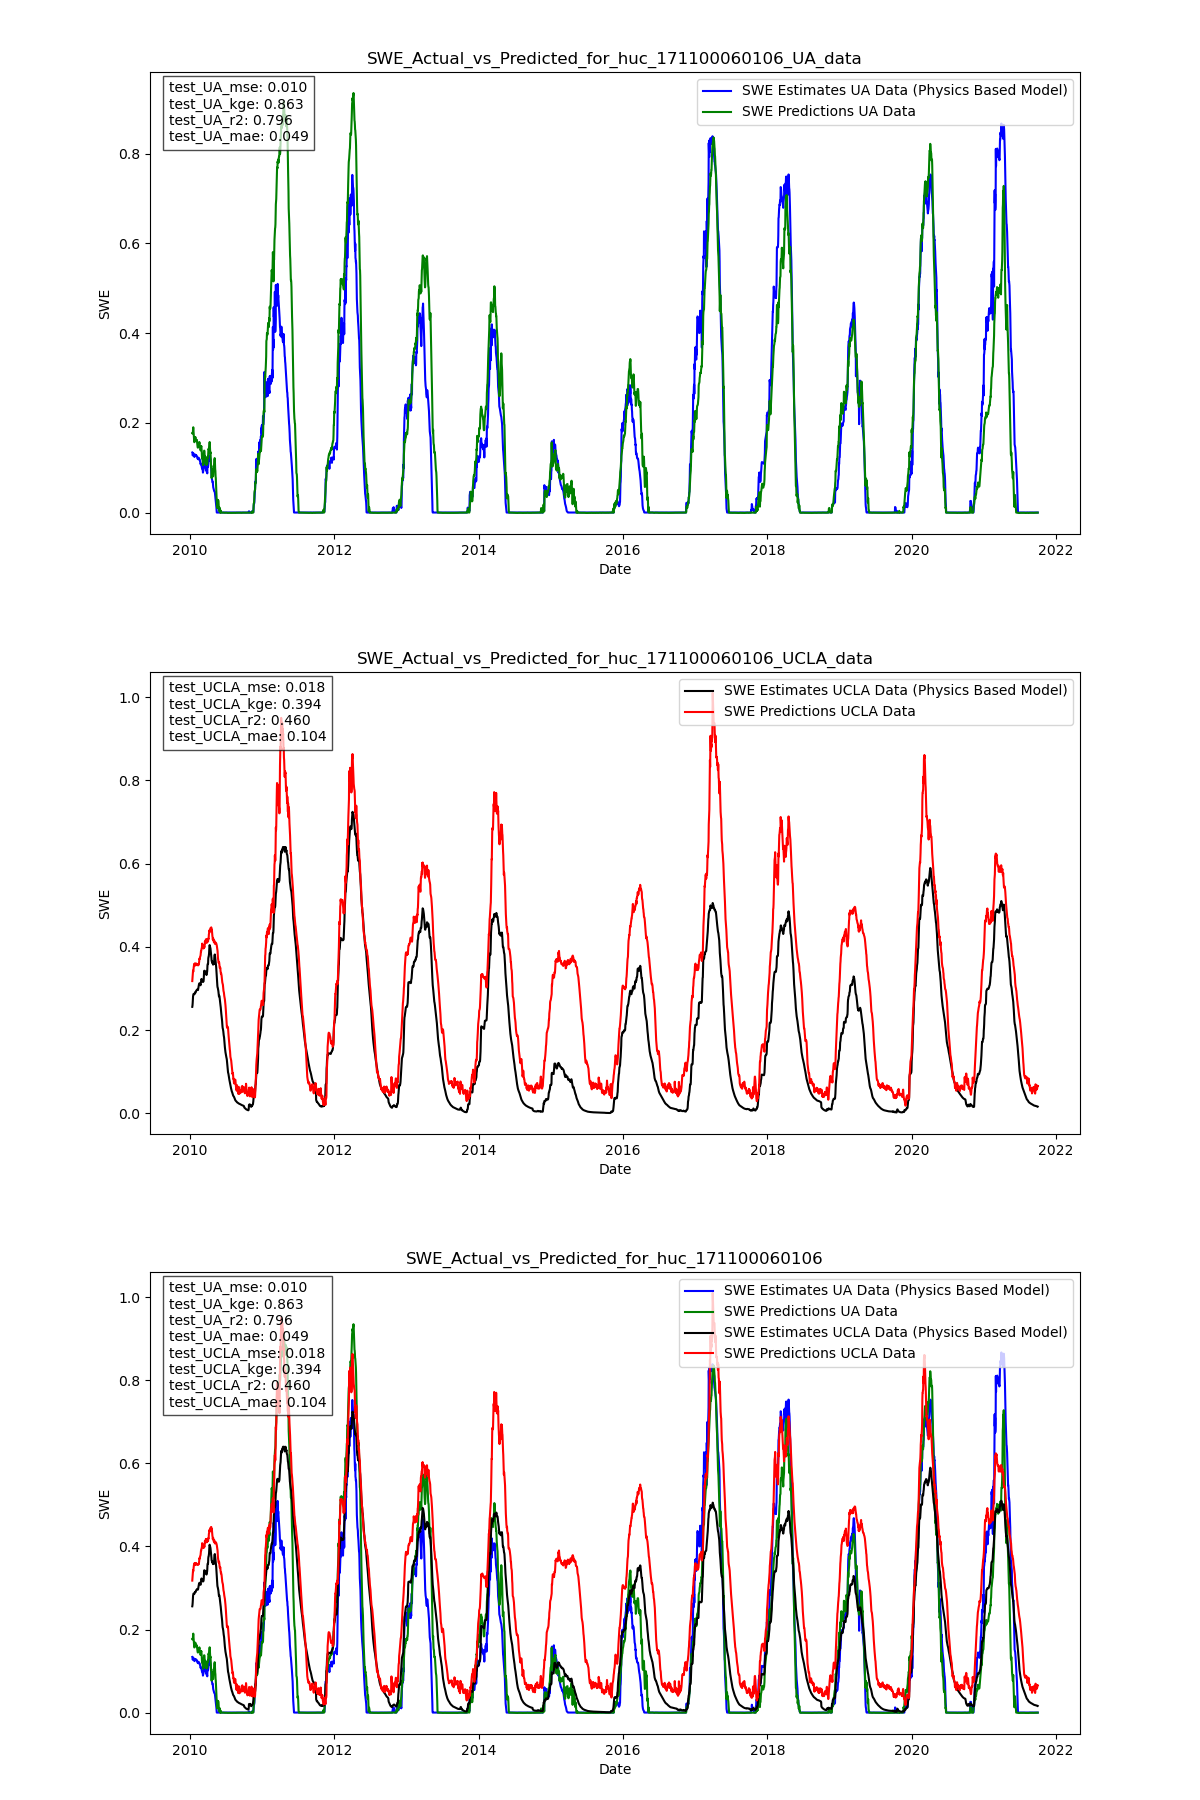 SWE_Actual_vs_Predicted_for_huc_171100060106_UA_data
test_UA_mse: 0.010
test_UA_kge: 0.863
test_UA_r2: 0.796
test_UA_mae: 0.049
SWE Estimates UA Data (Physics Based Model)
SWE Predictions UA Data
0.8
0.6
0.4
0.2
0.0
SWE
2010 2012 2014 2016 2018 2020 2022
Date
SWE_Actual_vs_Predicted_for_huc_171100060106_UCLA_data
test_UCLA_mse: 0.018
test_UCLA_kge: 0.394
test_UCLA_r2: 0.460
test_UCLA_mae: 0.104
SWE Estimates UCLA Data (Physics Based Model)
SWE Predictions UCLA Data
1.0
0.8
0.6
0.4
0.2
0.0
SWE
2010 2012 2014 2016 2018 2020 2022
Date
SWE_Actual_vs_Predicted_for_huc_171100060106
test_UA_mse: 0.010
test_UA_kge: 0.863
test_UA_r2: 0.796
test_UA_mae: 0.049
test_UCLA_mse: 0.018
test_UCLA_kge: 0.394
test_UCLA_r2: 0.460
test_UCLA_mae: 0.104
SWE Estimates UA Data (Physics Based Model)
SWE Predictions UA Data
SWE Estimates UCLA Data (Physics Based Model)
SWE Predictions UCLA Data
1.0
0.8
0.6
0.4
0.2
0.0
SWE
2010 2012 2014 2016 2018 2020 2022
Date